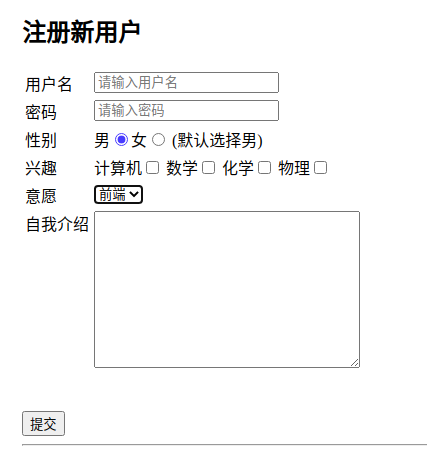 注册新用户
用户名 请输入用户名
密码 请输入密码
性别 男 女 (默认选择男)
兴趣 计算机 数学 化学 物理
意愿 前端
自我介绍
提交